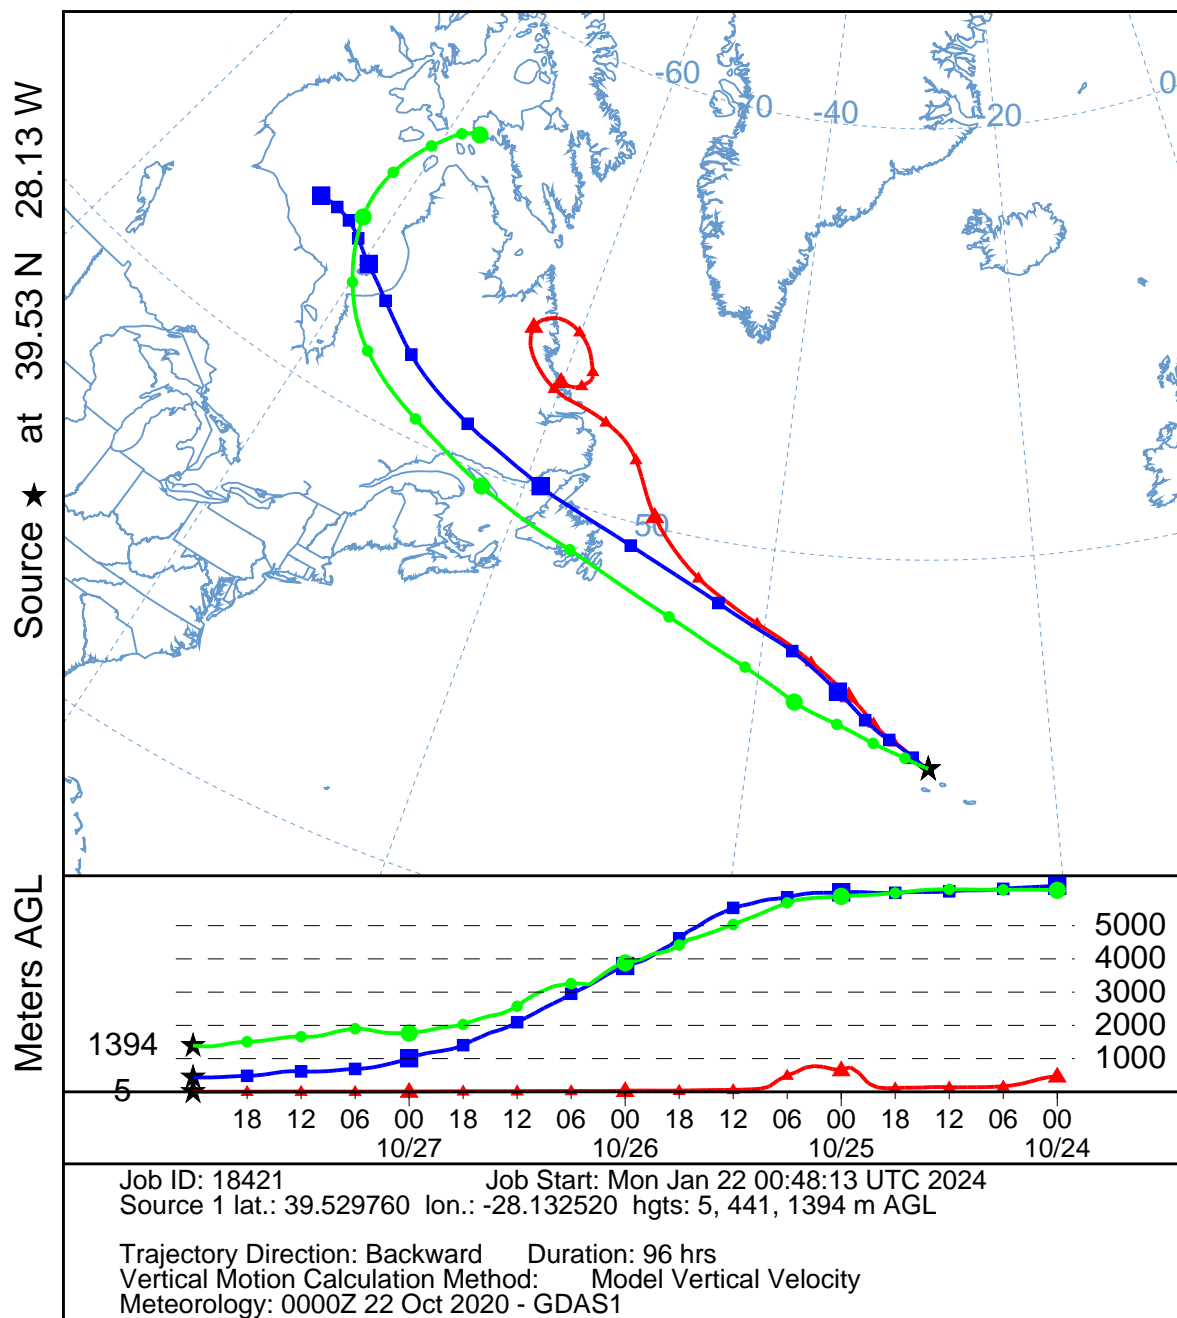 Source ★ at 39.53 N 28.13 W
-60
70
-40
-20
0
50
Meters AGL
5000
4000
3000
2000
1000
1394
5
18 12 06 00 18 12 06 00 18 12 06 00 18 12 06 00
10/27 10/26 10/25 10/24
Job ID: 18421 Job Start: Mon Jan 22 00:48:13 UTC 2024
Source 1 lat.: 39.529760 lon.: -28.132520 hgts: 5, 441, 1394 m AGL
Trajectory Direction: Backward Duration: 96 hrs
Vertical Motion Calculation Method: Model Vertical Velocity
Meteorology: 0000Z 22 Oct 2020 - GDAS1